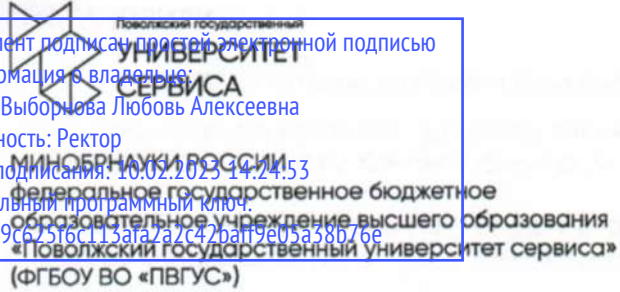 Поволжский государственный
УНИВЕРСИТЕТ
СЕРВИСА
мент подписан простой электронной подписью
рмация о владельце:
Выборнова Любовь Алексеевна
ность: Ректор
подписания: 10.02.2023 14:24:53
льный программный ключ:
9c625f6c113afa2a2c42baff9e05a38b76e
МИНОБРНАУКИ РОССИИ
федеральное государственное бюджетное
образовательное учреждение высшего образования
«Поволжский государственный университет сервиса»
(ФГБОУ ВО «ПВГУС»)